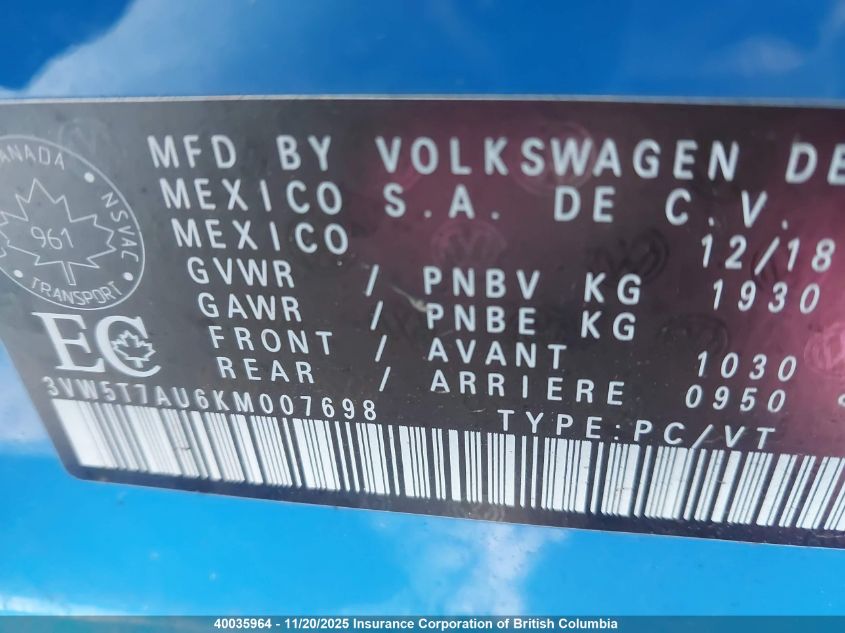 MFD BY VOLKSWAGEN DE
MEXICO S.A. DE C.V.
MEXICO 12/18
GVWR / PNBV KG 1930
GAWR / PNBE KG
FRONT / AVANT 1030
REAR / ARRIERE 0950
3VW5T7AU6KM007698 TYPE:PC/VT
CANADA
961
NSVAC
TRANSPORT
EC
40035964 - 11/20/2025 Insurance Corporation of British Columbia